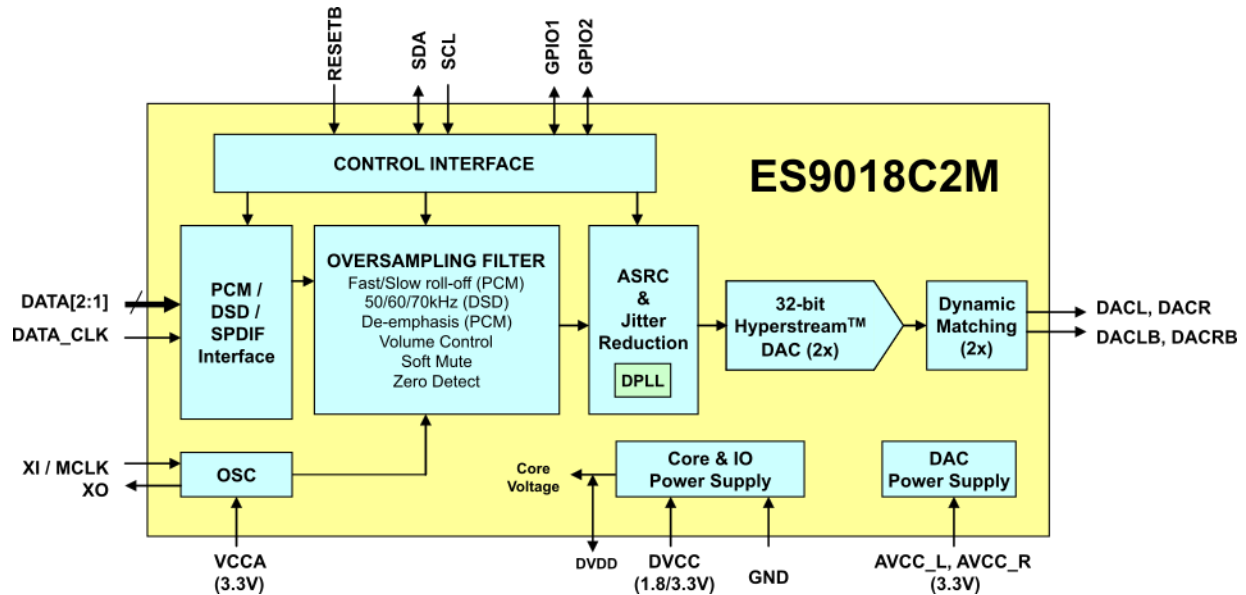 RESETB
SDA
SCL
GPIO1
GPIO2
CONTROL INTERFACE
ES9018C2M
DATA[2:1]
DATA_CLK
PCM /
DSD /
SPDIF
Interface
OVERSAMPLING FILTER
Fast/Slow roll-off (PCM)
50/60/70kHz (DSD)
De-emphasis (PCM)
Volume Control
Soft Mute
Zero Detect
ASRC
&
Jitter
Reduction
DPLL
32-bit
Hyperstream™
DAC (2x)
Dynamic
Matching
(2x)
DACL, DACR
DACLB, DACRB
XI / MCLK
XO
OSC
Core
Voltage
Core & IO
Power Supply
DAC
Power Supply
VCCA
(3.3V)
DVDD
DVCC
(1.8/3.3V)
GND
AVCC_L, AVCC_R
(3.3V)